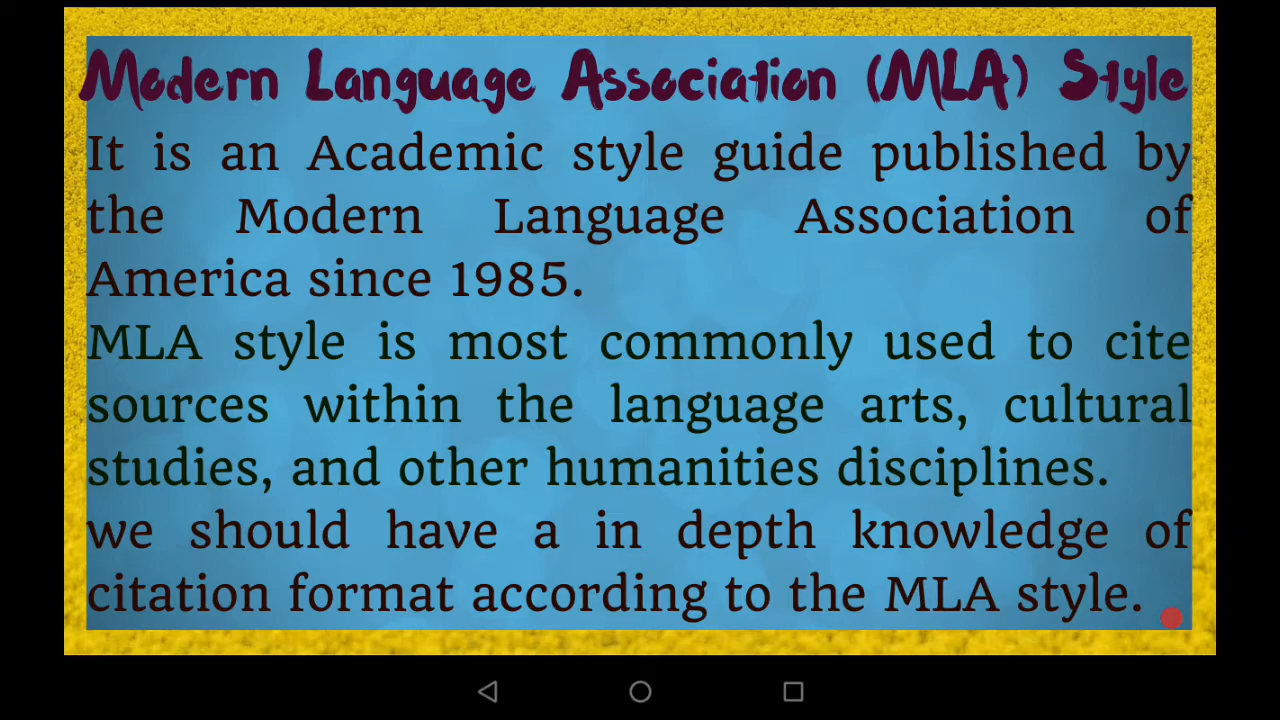 Modern Language Association (MLA) Style
It is an Academic style guide published by
the Modern Language Association of
America since 1985.
MLA style is most commonly used to cite
sources within the language arts, cultural
studies, and other humanities disciplines.
we should have a in depth knowledge of
citation format according to the MLA style.